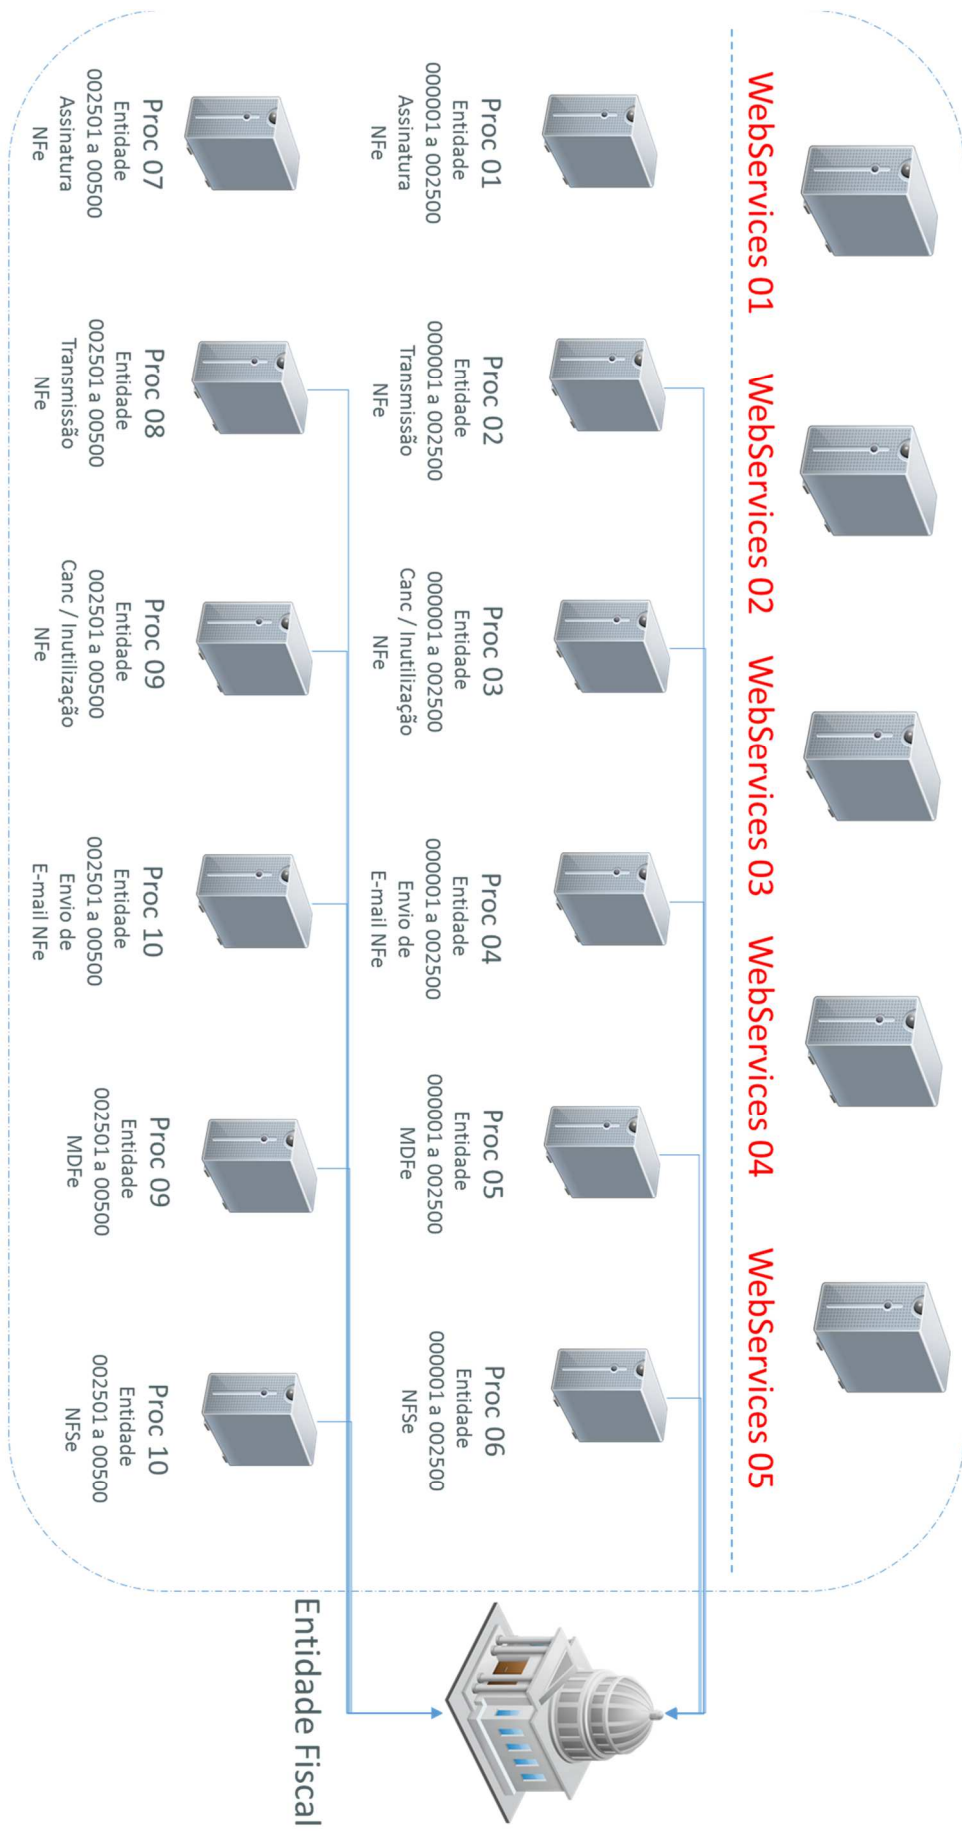 WebServices 01
WebServices 02
WebServices 03
WebServices 04
WebServices 05
Proc 01
Entidade
000001 a 002500
Assinatura
NFe
Proc 02
Entidade
000001 a 002500
Transmissão
NFe
Proc 03
Entidade
000001 a 002500
Canc / Inutilização
NFe
Proc 04
Entidade
000001 a 002500
Envio de
E-mail NFe
Proc 05
Entidade
000001 a 002500
MDFe
Proc 06
Entidade
000001 a 002500
NFSe
Proc 07
Entidade
002501 a 00500
Assinatura
NFe
Proc 08
Entidade
002501 a 00500
Transmissão
NFe
Proc 09
Entidade
002501 a 00500
Canc / Inutilização
NFe
Proc 10
Entidade
002501 a 00500
Envio de
E-mail NFe
Proc 09
Entidade
002501 a 00500
MDFe
Proc 10
Entidade
002501 a 00500
NFSe
Entidade Fiscal